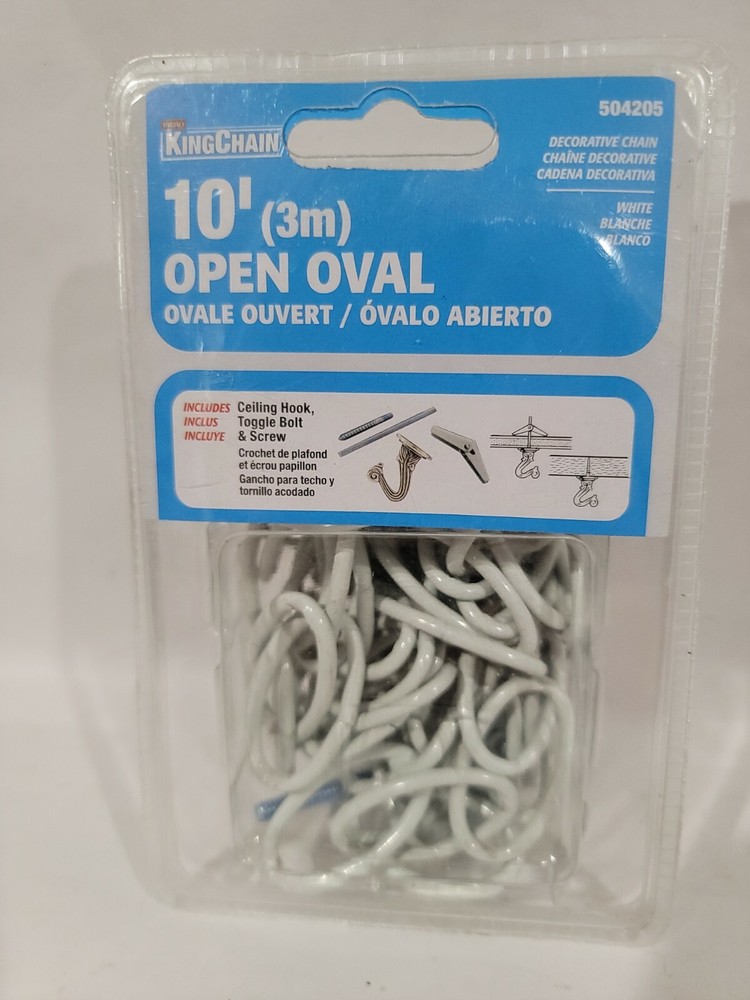 504205
KINGCHAIN
DECORATIVE CHAIN
CHAÎNE DECORATIVE
CADENA DECORATIVA
WHITE
BLANCHE
BLANCO
10' (3m)
OPEN OVAL
OVALE OUVERT / ÓVALO ABIERTO
INCLUDES Ceiling Hook,
INCLUS Toggle Bolt
INCLUYE & Screw
Crochet de plafond
et écrou papillon
Gancho para techo y
tornillo acodado